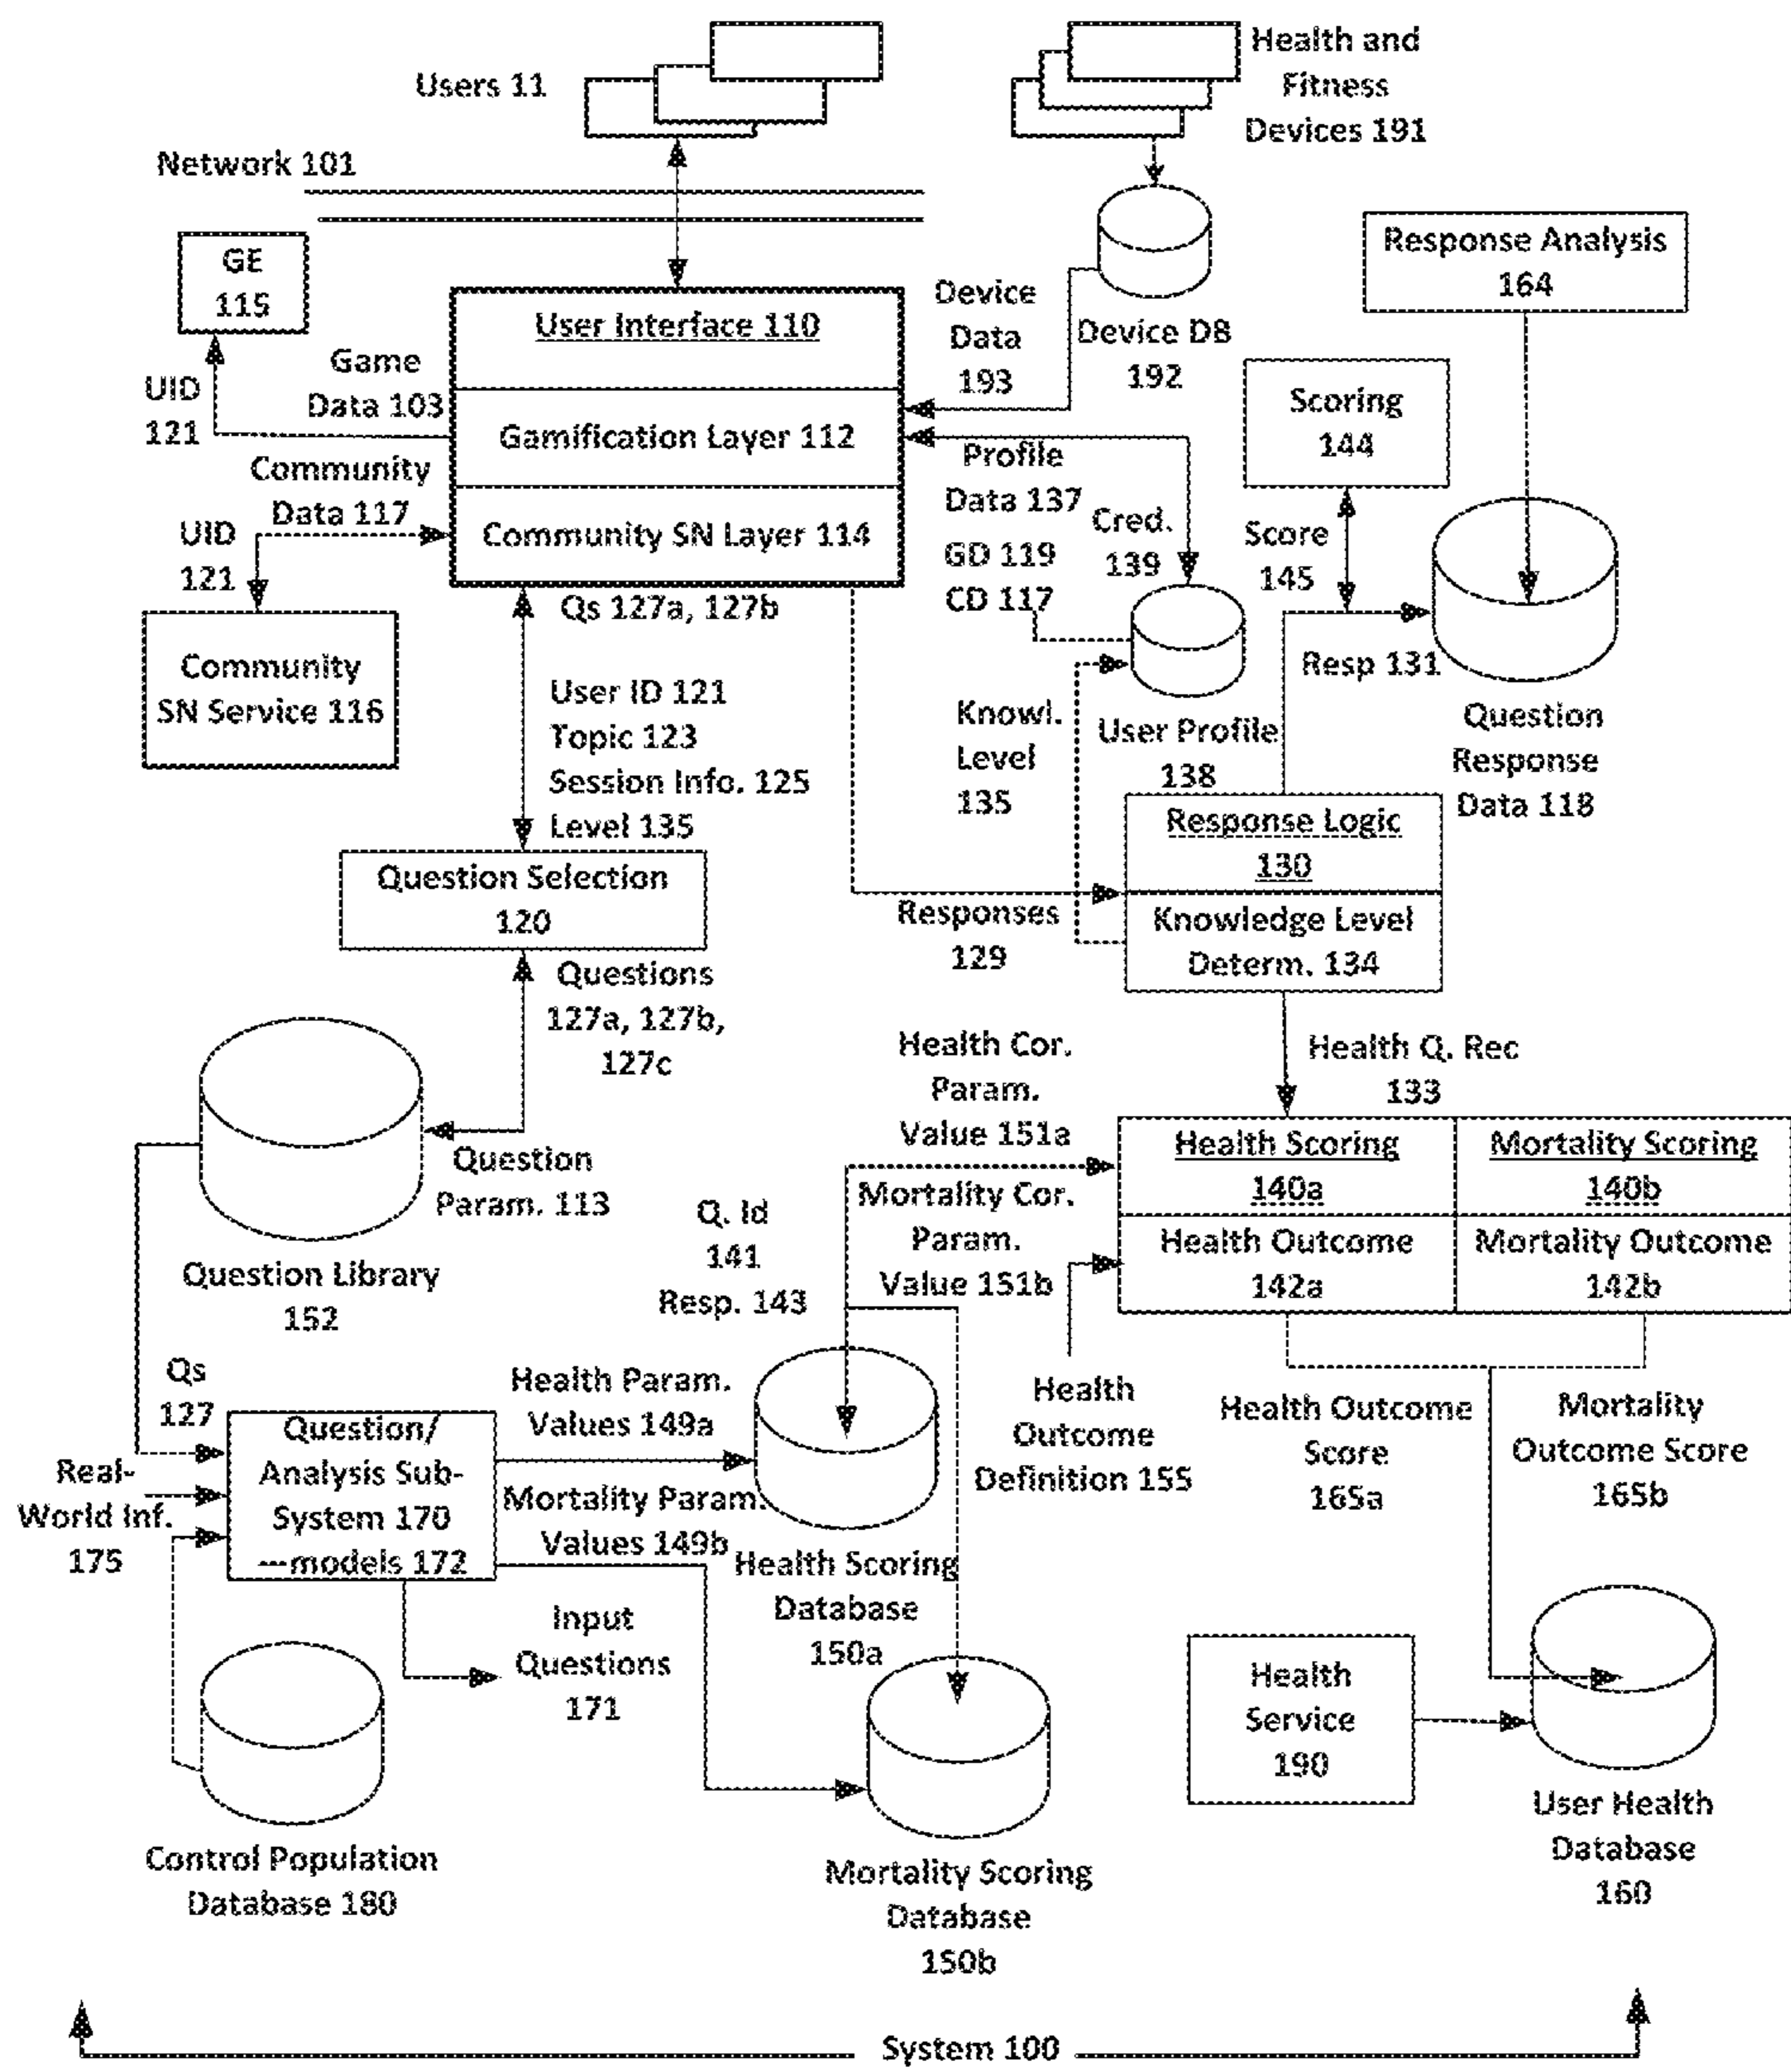 Users 11
Health and
Fitness
Devices 191
Network 101
GE
115
User Interface 110
Gamification Layer 112
Community SN Layer 114
Game
Data 103
UID
121
Community
Data 117
UID
121
Community
SN Service 116
Device
Data
193
Device DB
192
Response Analysis
164
Scoring
144
Score
145
Resp 131
Question
Response
Data 118
Profile
Data 137
GD 119
CD 117
Cred.
139
User Profile
138
Knowl.
Level
135
Qs 127a, 127b
User ID 121
Topic 123
Session Info. 125
Level 135
Question Selection
120
Questions
127a, 127b,
127c
Responses
129
Response Logic
130
Knowledge Level
Determ. 134
Health Q. Rec
133
Question
Param. 113
Question Library
152
Health Cor.
Param.
Value 151a
Mortality Cor.
Param.
Value 151b
Q. Id
141
Resp. 143
Health Scoring
140a
Mortality Scoring
140b
Health Outcome
142a
Mortality Outcome
142b
Qs
127
Real-
World Inf.
175
Question/
Analysis Sub-
System 170
---models 172
Health Param.
Values 149a
Mortality Param.
Values 149b
Health Scoring
Database
150a
Health
Outcome
Definition 155
Health Outcome
Score
165a
Mortality
Outcome Score
165b
Input
Questions
171
Control Population
Database 180
Mortality Scoring
Database
150b
Health
Service
190
User Health
Database
160
System 100